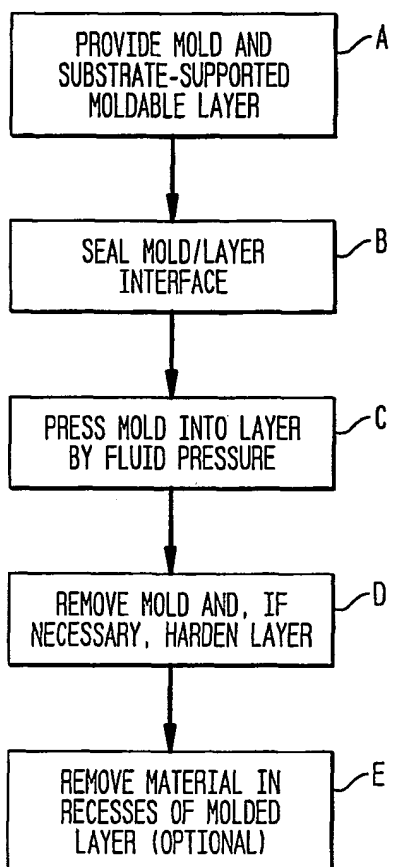 PROVIDE MOLD AND
SUBSTRATE-SUPPORTED
MOLDABLE LAYER
A
SEAL MOLD/LAYER
INTERFACE
B
PRESS MOLD INTO LAYER
BY FLUID PRESSURE
C
REMOVE MOLD AND, IF
NECESSARY, HARDEN LAYER
D
REMOVE MATERIAL IN
RECESSES OF MOLDED
LAYER (OPTIONAL)
E